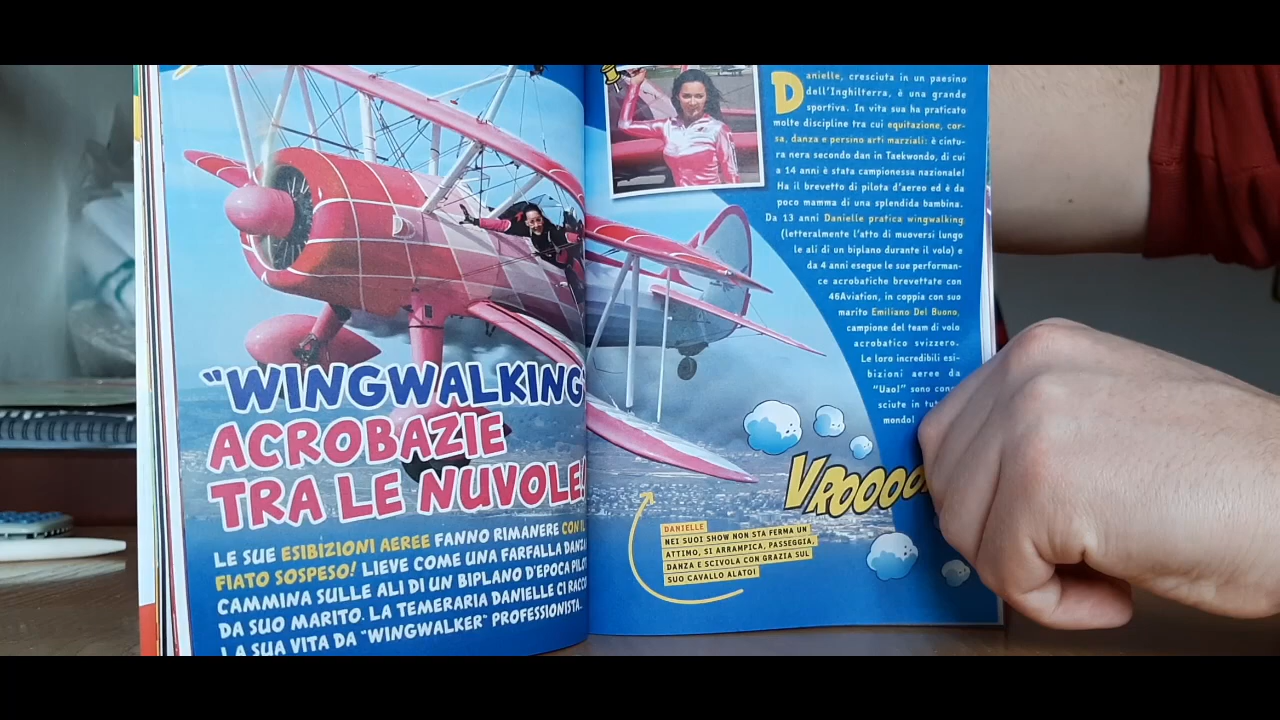 "WINGWALKING"
ACROBAZIE
TRA LE NUVOLE!
LE SUE ESIBIZIONI AEREE FANNO RIMANERE CON IL
FIATO SOSPESO! LIEVE COME UNA FARFALLA DANZA
CAMMINA SULLE ALI DI UN BIPLANO D'EPOCA
DA SUO MARITO. LA TEMERARIA DANIELLE CI
LA SUA VITA DA "WINGWALKER" PROFESSIONISTA...
Danielle, cresciuta in un paesino
dell'Inghilterra, è una grande
sportiva. In vita sua ha praticato
molte discipline tra cui equitazione, cor-
sa, danza e persino arti marziali: è cintu-
ra nera secondo dan in Taekwondo, di cui
a 14 anni è stata campionessa nazionale!
Ha il brevetto di pilota d'aereo ed è da
poco mamma di una splendida bambina.
Da 13 anni Danielle pratica wingwalking
(letteralmente l'atto di muoversi lungo
le ali di un biplano durante il volo) e
da 4 anni esegue le sue performan-
ce acrobatiche brevettate con
46Aviation, in coppia con suo
marito Emiliano Del Buono,
campione del team di volo
acrobatico svizzero.
Le loro incredibili esi-
bizioni aeree da
"Uao!" sono
sciute in
mondo!
VROOOO
DANIELLE
NEI SUOI SHOW NON STA FERMA UN
ATTIMO, SI ARRAMPICA, PASSEGGIA,
DANZA E SCIVOLA CON GRAZIA SUL
SUO CAVALLO ALATO!